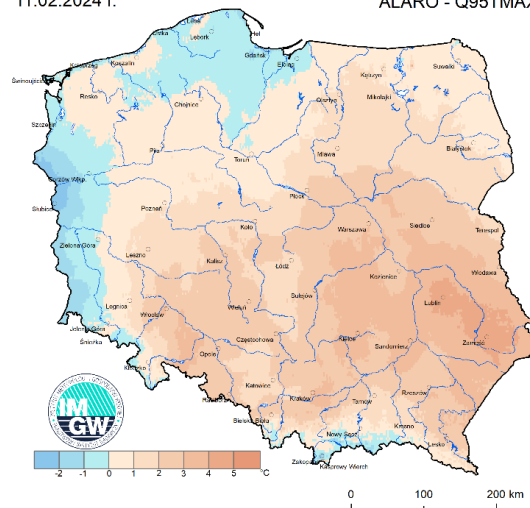 11.02.2024 r.
ALARO - Q95TMAX
Ustka
Łeba
Lębork
Hel
Gdańsk
Elbląg
Koszalin
Suwałki
Kętrzyn
Mikołajki
Olsztyn
Świnoujście
Resko
Chojnice
Szczecin
Piła
Toruń
Mława
Białystok
Gorzów Wlkp.
Słubice
Poznań
Płock
Koło
Warszawa
Siedlce
Terespol
Zielona Góra
Leszno
Kalisz
Łódź
Kozienice
Włodawa
Sulejów
Lublin
Legnica
Wrocław
Wieluń
Jelenia Góra
Śnieżka
Częstochowa
Kielce
Sandomierz
Zamość
Kłodzko
Opole
Katowice
Kraków
Tarnów
Rzeszów
Bielsko Biała
Nowy Sącz
Krosno
Lesko
Zakopane
Kasprowy Wierch
IM
GW
-2 -1 0 1 2 3 4 5 °C
0 100 200 km